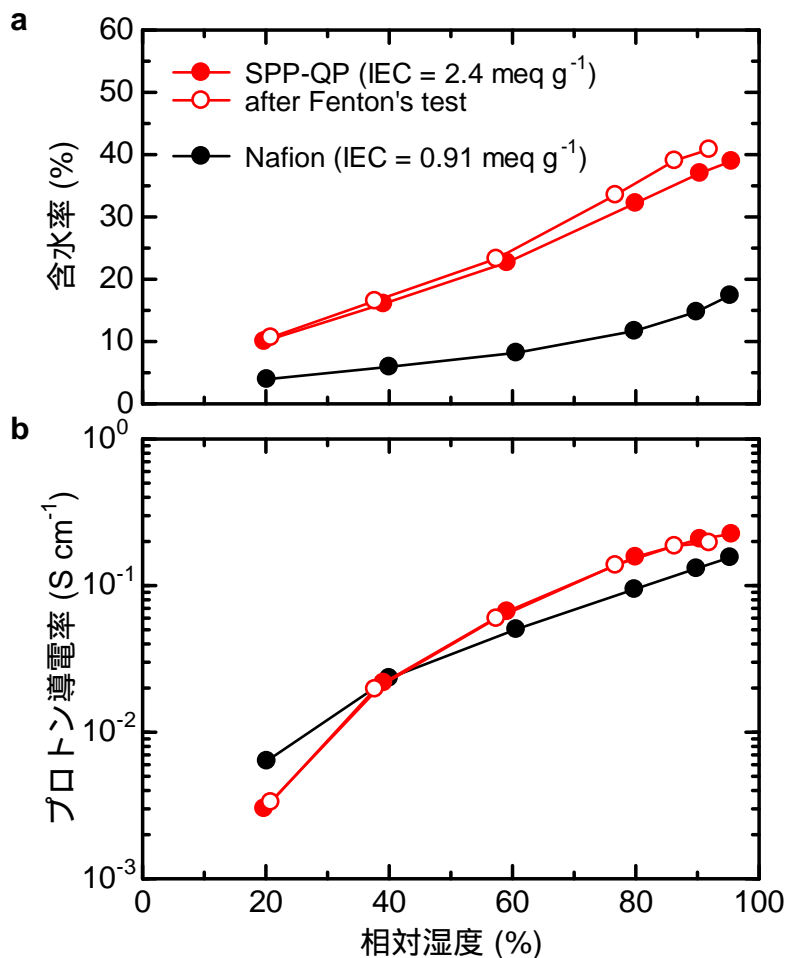 a
60
50
40
30
20
10
0
含水率 (%)
SPP-QP (IEC = 2.4 meq g⁻¹)
after Fenton's test
Nafion (IEC = 0.91 meq g⁻¹)
b
10⁰
10⁻¹
10⁻²
10⁻³
プロトン導電率 (S cm⁻¹)
0 20 40 60 80 100
相対湿度 (%)